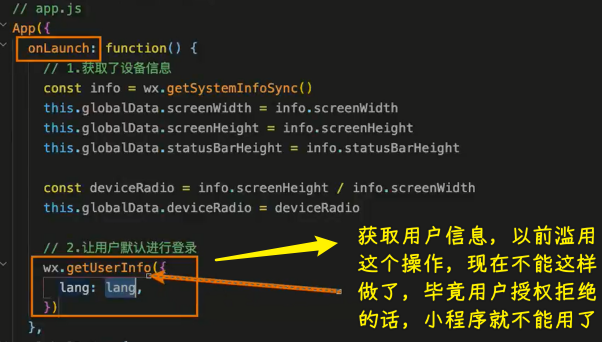 // app.js
App({
onLaunch: function() {
// 1.获取了设备信息
const info = wx.getSystemInfoSync()
this.globalData.screenWidth = info.screenWidth
this.globalData.screenHeight = info.screenHeight
this.globalData.statusBarHeight = info.statusBarHeight
const deviceRadio = info.screenHeight / info.screenWidth
this.globalData.deviceRadio = deviceRadio
// 2.让用户默认进行登录
wx.getUserInfo({
lang: lang,
})
},
获取用户信息，以前滥用
这个操作，现在不能这样
做了，毕竟用户授权拒绝
的话，小程序就不能用了